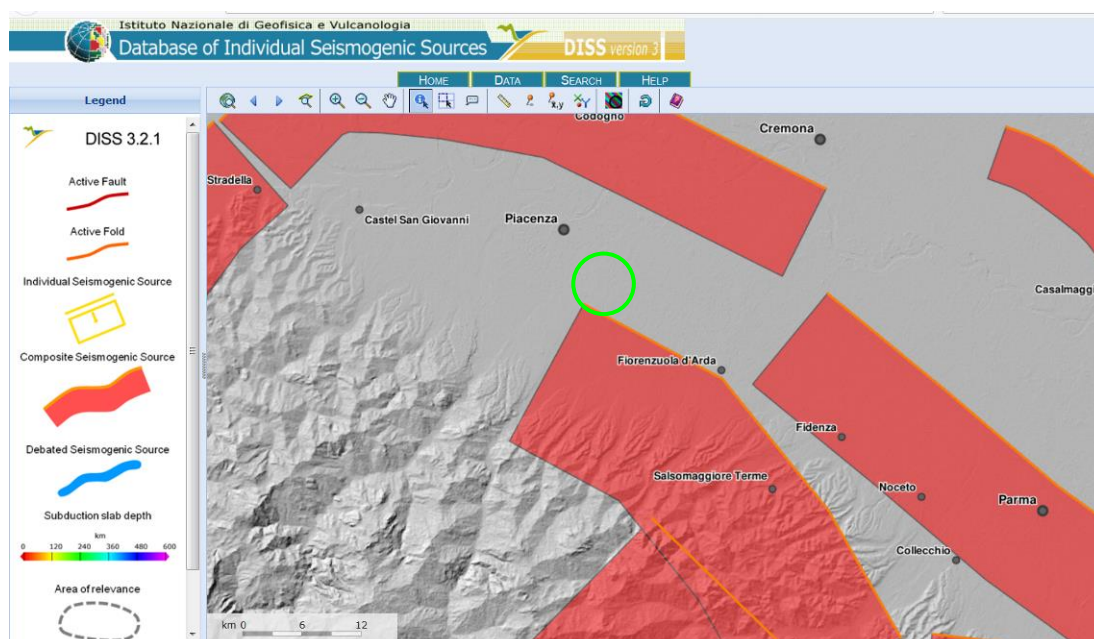 Istituto Nazionale di Geofisica e Vulcanologia
Database of Individual Seismogenic Sources
DISS version 3
HOME DATA SEARCH HELP
Legend
x,y
DISS 3.2.1
Active Fault
Active Fold
Individual Seismogenic Source
Composite Seismogenic Source
Debated Seismogenic Source
Subduction slab depth
km
0 120 240 360 480 600
Area of relevance
Codogno
Cremona
Stradella
Castel San Giovanni
Piacenza
Casalmagg
Fiorenzuola d'Arda
Fidenza
Salsomaggiore Terme
Noceto
Parma
Collecchio
km 0 6 12